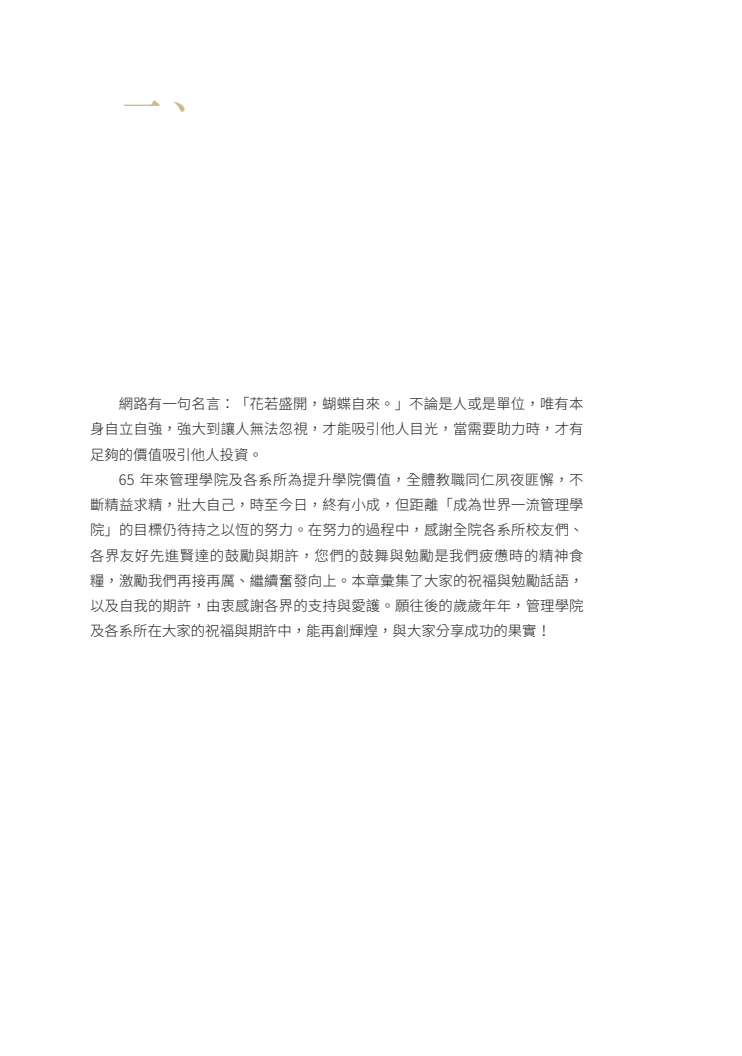 一、
網路有一句名言：「花若盛開，蝴蝶自來。」不論是人或是單位，唯有本
身自立自強，強大到讓人無法忽視，才能吸引他人目光，當需要助力時，才有
足夠的價值吸引他人投資。
65 年來管理學院及各系所為提升學院價值，全體教職同仁夙夜匪懈，不
斷精益求精，壯大自己，時至今日，終有小成，但距離「成為世界一流管理學
院」的目標仍待持之以恆的努力。在努力的過程中，感謝全院各系所校友們、
各界友好先進賢達的鼓勵與期許，您們的鼓舞與勉勵是我們疲憊時的精神食
糧，激勵我們再接再厲、繼續奮發向上。本章彙集了大家的祝福與勉勵話語，
以及自我的期許，由衷感謝各界的支持與愛護。願往後的歲歲年年，管理學院
及各系所在大家的祝福與期許中，能再創輝煌，與大家分享成功的果實！